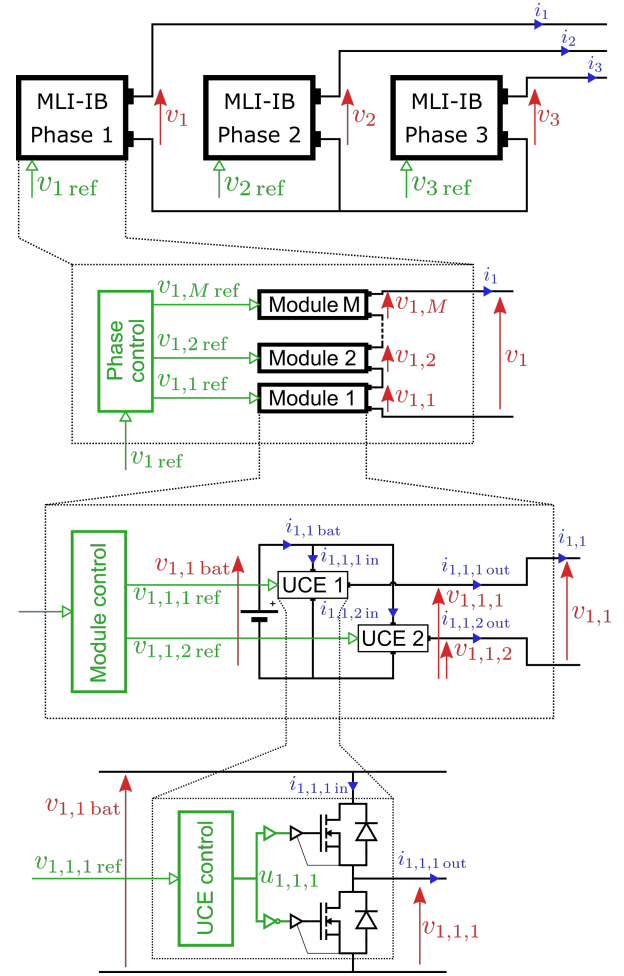 i₁
i₂
i₃
MLI-IB
Phase 1
v₁
MLI-IB
Phase 2
v₂
MLI-IB
Phase 3
v₃
v₁ ref
v₂ ref
v₃ ref
i₁
Phase control
v₁,M ref
Module M
v₁,M
v₁,₂ ref
Module 2
v₁,₂
v₁
v₁,₁ ref
Module 1
v₁,₁
v₁ ref
i₁,₁ bat
i₁,₁
Module control
v₁,₁ bat
i₁,₁,₁ in
i₁,₁,₁ out
v₁,₁,₁ ref
+
UCE 1
v₁,₁,₁
i₁,₁,₂ in
i₁,₁,₂ out
v₁,₁
v₁,₁,₂ ref
UCE 2
v₁,₁,₂
i₁,₁,₁ in
v₁,₁ bat
UCE control
v₁,₁,₁ ref
u₁,₁,₁
i₁,₁,₁ out
v₁,₁,₁